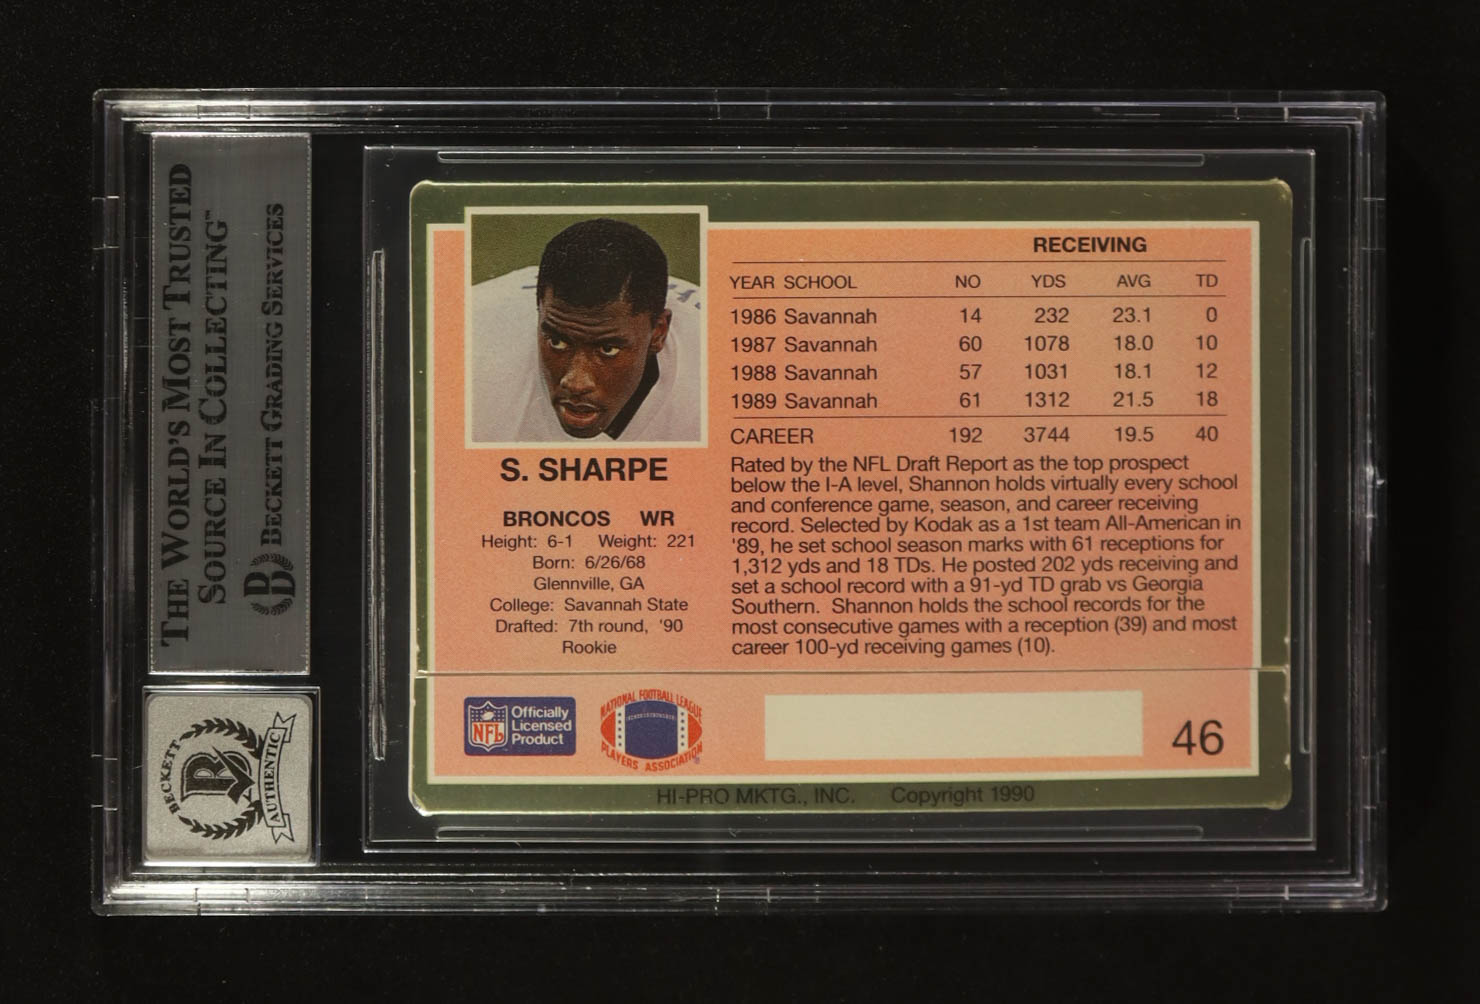 THE WORLD'S MOST TRUSTED
SOURCE IN COLLECTING™
BECKETT GRADING SERVICES
BECKETT
AUTHENTIC
S. SHARPE
BRONCOS WR
Height: 6-1 Weight: 221
Born: 6/26/68
Glennville, GA
College: Savannah State
Drafted: 7th round, '90
Rookie
RECEIVING
YEAR SCHOOL NO YDS AVG TD
1986 Savannah 14 232 23.1 0
1987 Savannah 60 1078 18.0 10
1988 Savannah 57 1031 18.1 12
1989 Savannah 61 1312 21.5 18
CAREER 192 3744 19.5 40
Rated by the NFL Draft Report as the top prospect
below the I-A level, Shannon holds virtually every school
and conference game, season, and career receiving
record. Selected by Kodak as a 1st team All-American in
'89, he set school season marks with 61 receptions for
1,312 yds and 18 TDs. He posted 202 yds receiving and
set a school record with a 91-yd TD grab vs Georgia
Southern. Shannon holds the school records for the
most consecutive games with a reception (39) and most
career 100-yd receiving games (10).
NFL
Officially
Licensed
Product
NATIONAL FOOTBALL LEAGUE
PLAYERS ASSOCIATION
46
HI-PRO MKTG., INC. Copyright 1990